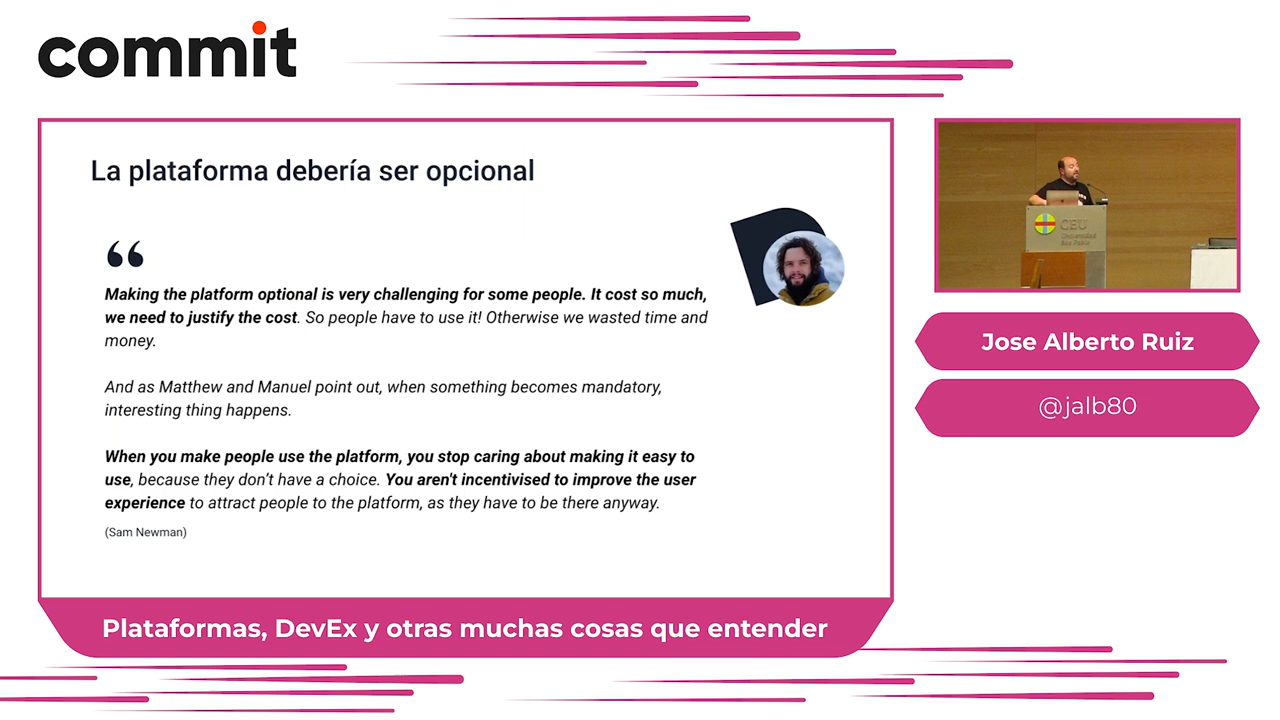 commit
La plataforma debería ser opcional
“
Making the platform optional is very challenging for some people. It cost so much,
we need to justify the cost. So people have to use it! Otherwise we wasted time and
money.
And as Matthew and Manuel point out, when something becomes mandatory,
interesting thing happens.
When you make people use the platform, you stop caring about making it easy to
use, because they don’t have a choice. You aren't incentivised to improve the user
experience to attract people to the platform, as they have to be there anyway.
(Sam Newman)
CEU
Universidad
San Pablo
Jose Alberto Ruiz
@jalb80
Plataformas, DevEx y otras muchas cosas que entender